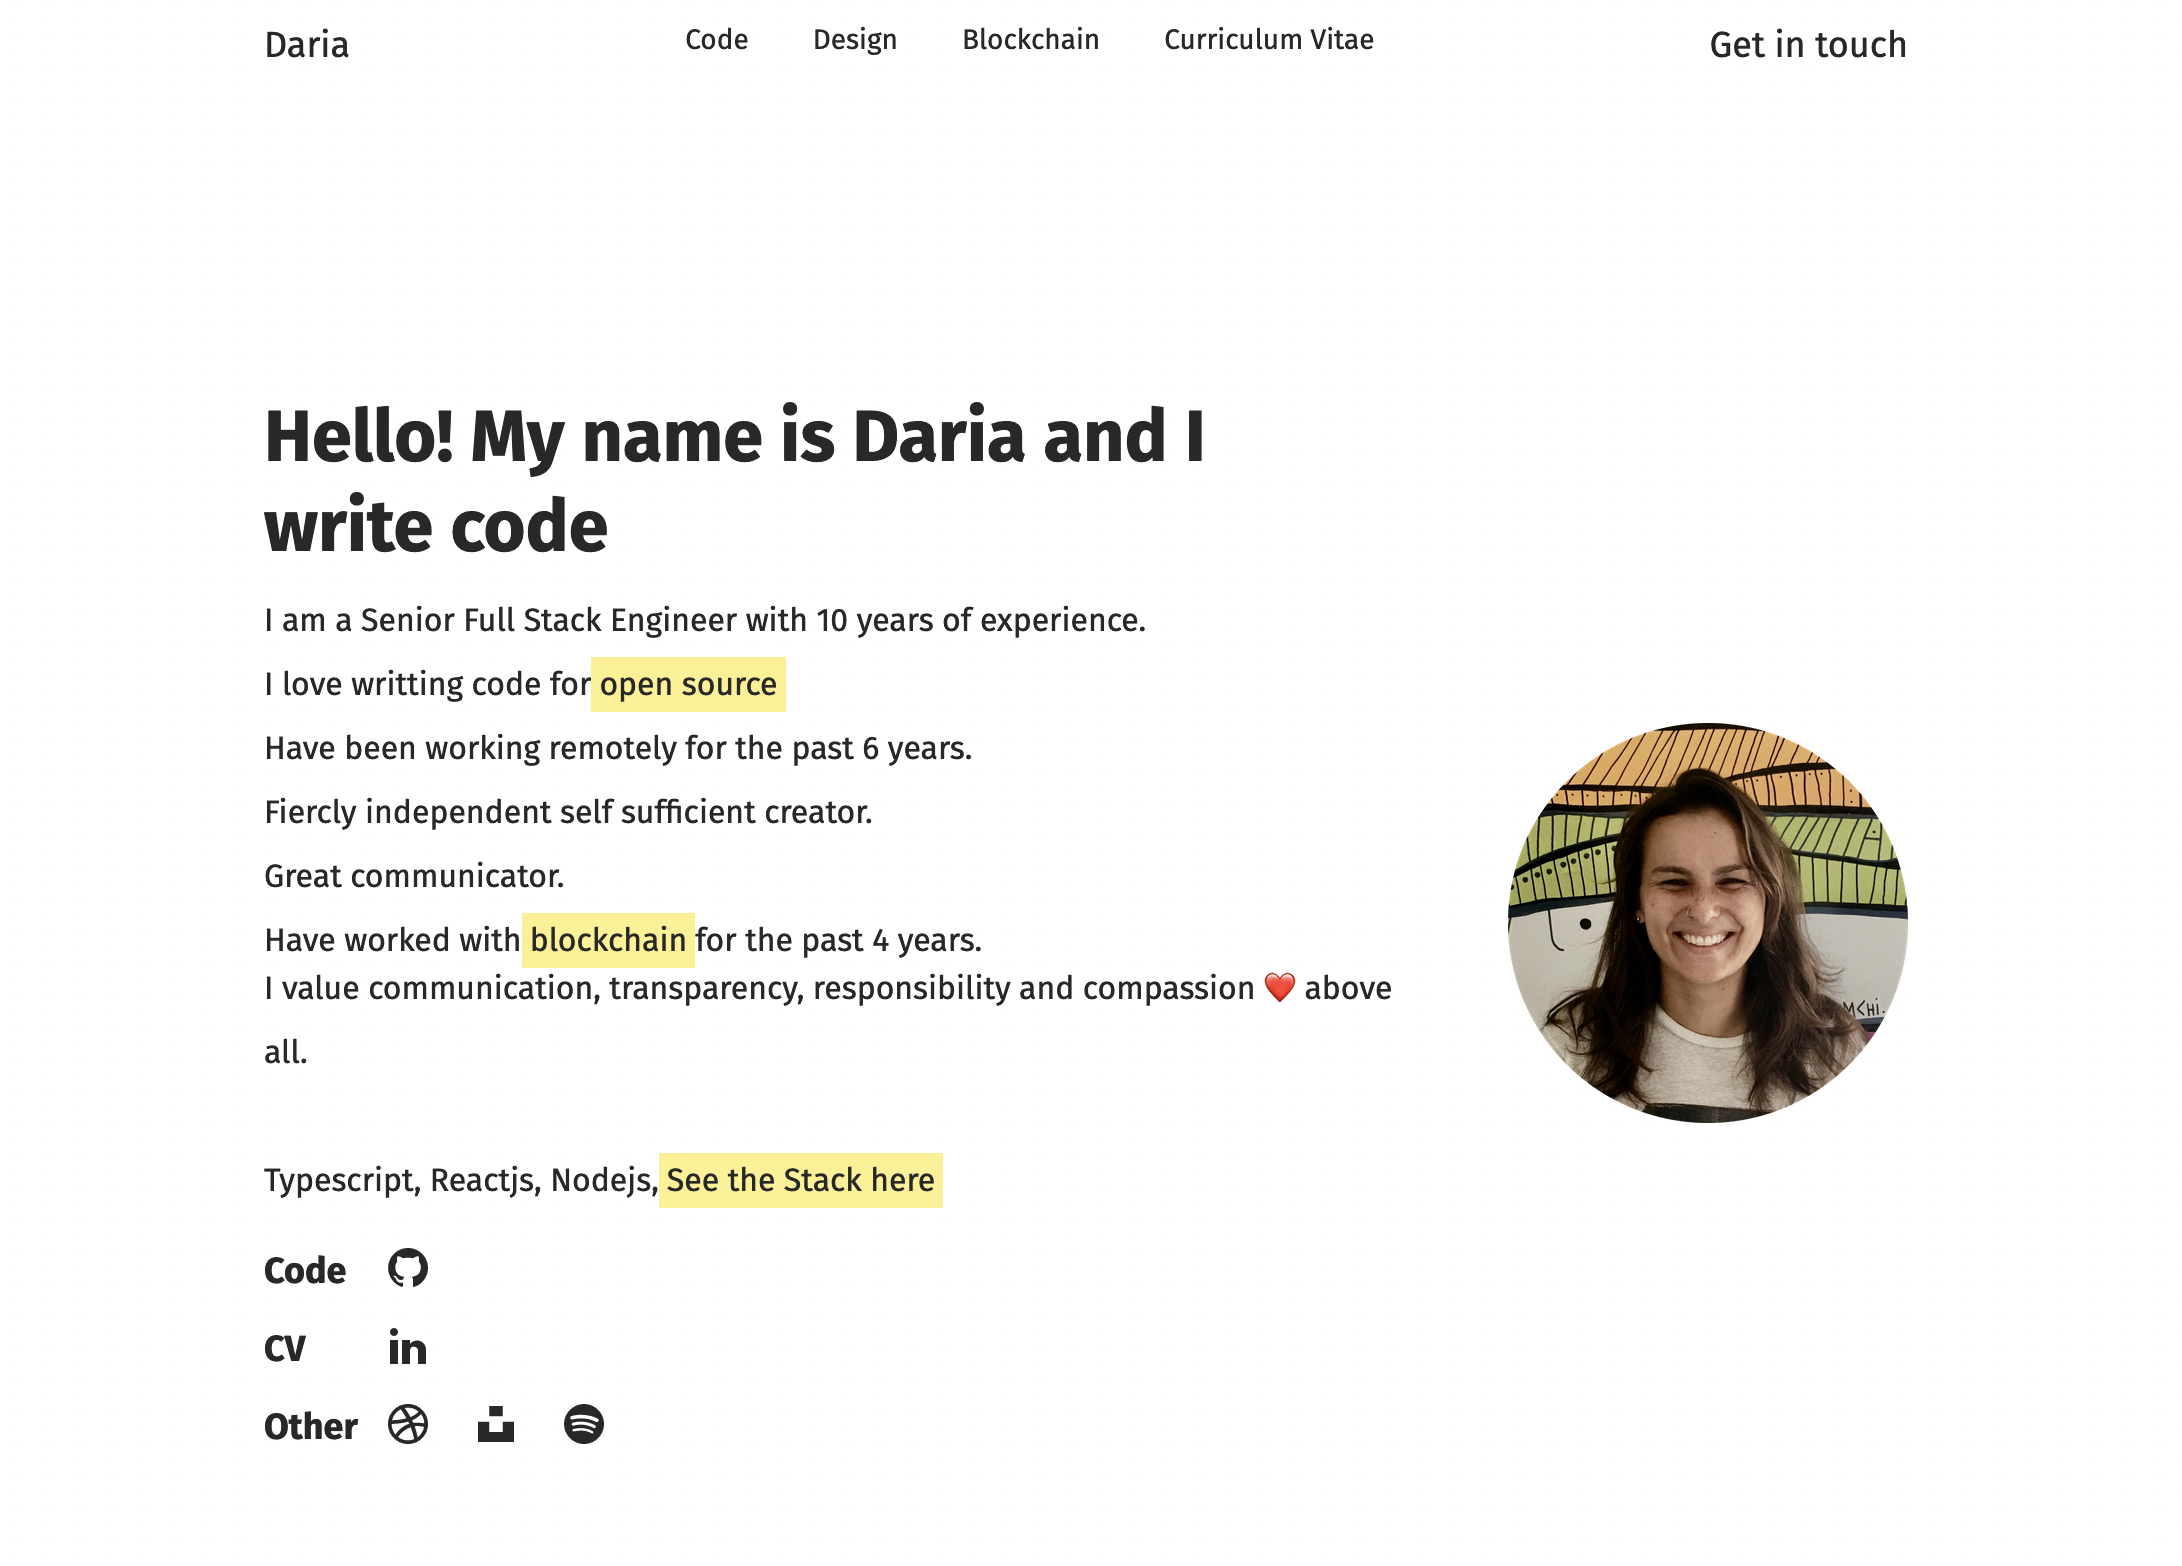 Daria
Code Design Blockchain Curriculum Vitae
Get in touch
Hello! My name is Daria and I
write code
I am a Senior Full Stack Engineer with 10 years of experience.
I love writting code for open source
Have been working remotely for the past 6 years.
Fiercly independent self sufficient creator.
Great communicator.
Have worked with blockchain for the past 4 years.
I value communication, transparency, responsibility and compassion ❤️ above
all.
MCHi.
Typescript, Reactjs, Nodejs, See the Stack here
Code
CV in
Other